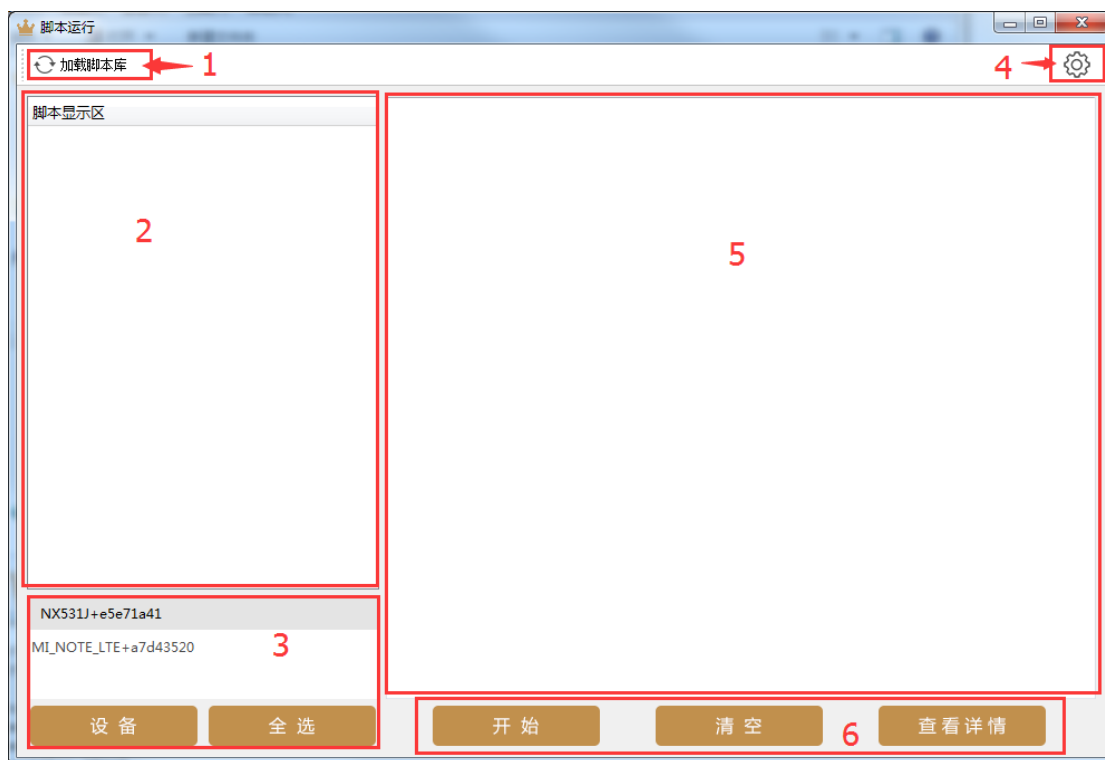 脚本运行
加载脚本库
1
4
脚本显示区
2
5
NX531J+e5e71a41
MI_NOTE_LTE+a7d43520
3
设备
全选
开始
清空
6
查看详情